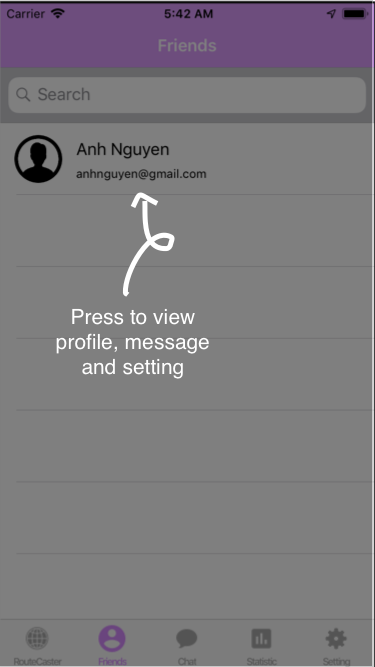 Carrier 5:42 AM
Friends
Search
Anh Nguyen
anhnguyen@gmail.com
Press to view
profile, message
and setting
RouteCaster Friends Chat Statistic Setting